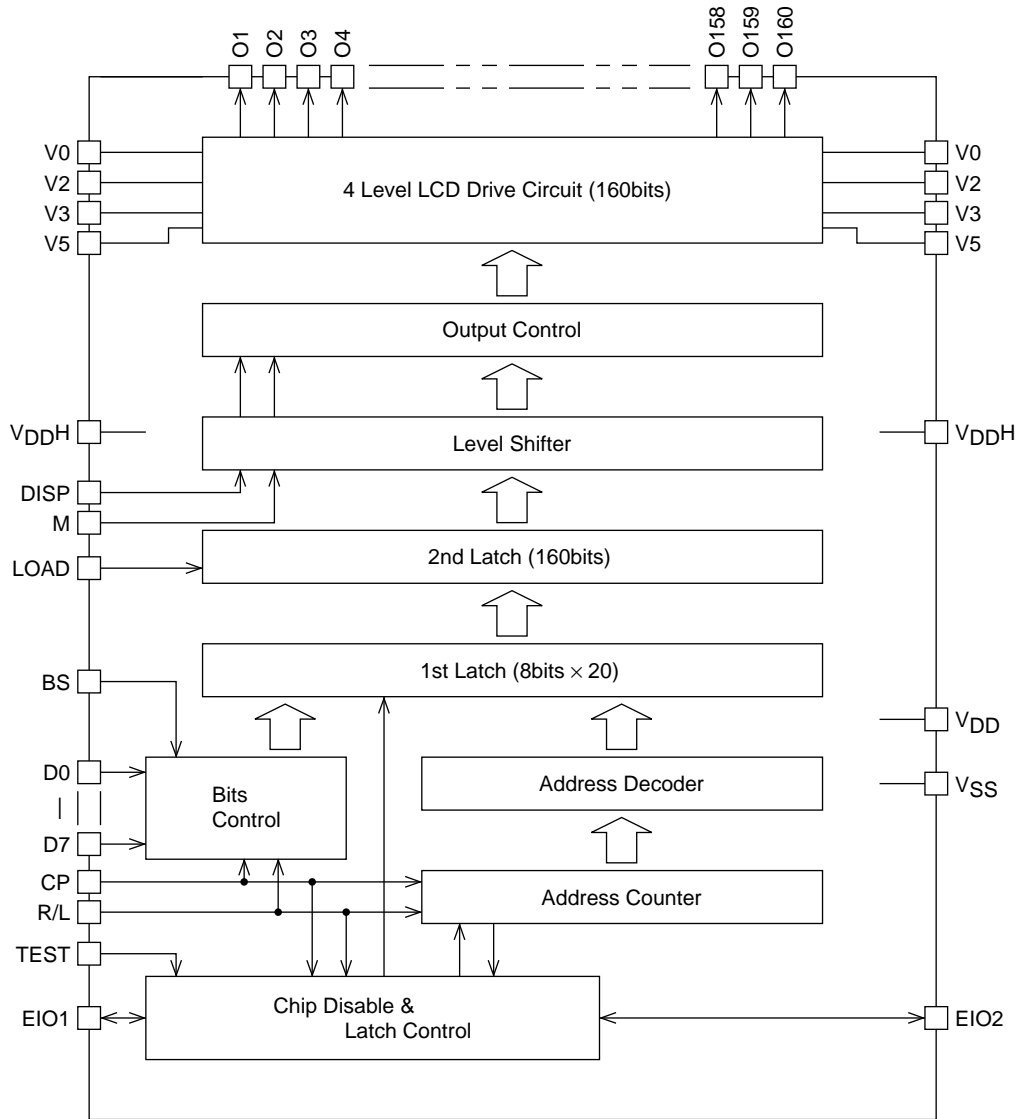 O1
O2
O3
O4
O158
O159
O160
V0
V2
V3
V5
4 Level LCD Drive Circuit (160bits)
V0
V2
V3
V5
Output Control
VDDH
Level Shifter
VDDH
DISP
M
LOAD
2nd Latch (160bits)
1st Latch (8bits × 20)
BS
VDD
D0
Bits
Control
Address Decoder
VSS
D7
CP
R/L
Address Counter
TEST
EIO1
Chip Disable &
Latch Control
EIO2